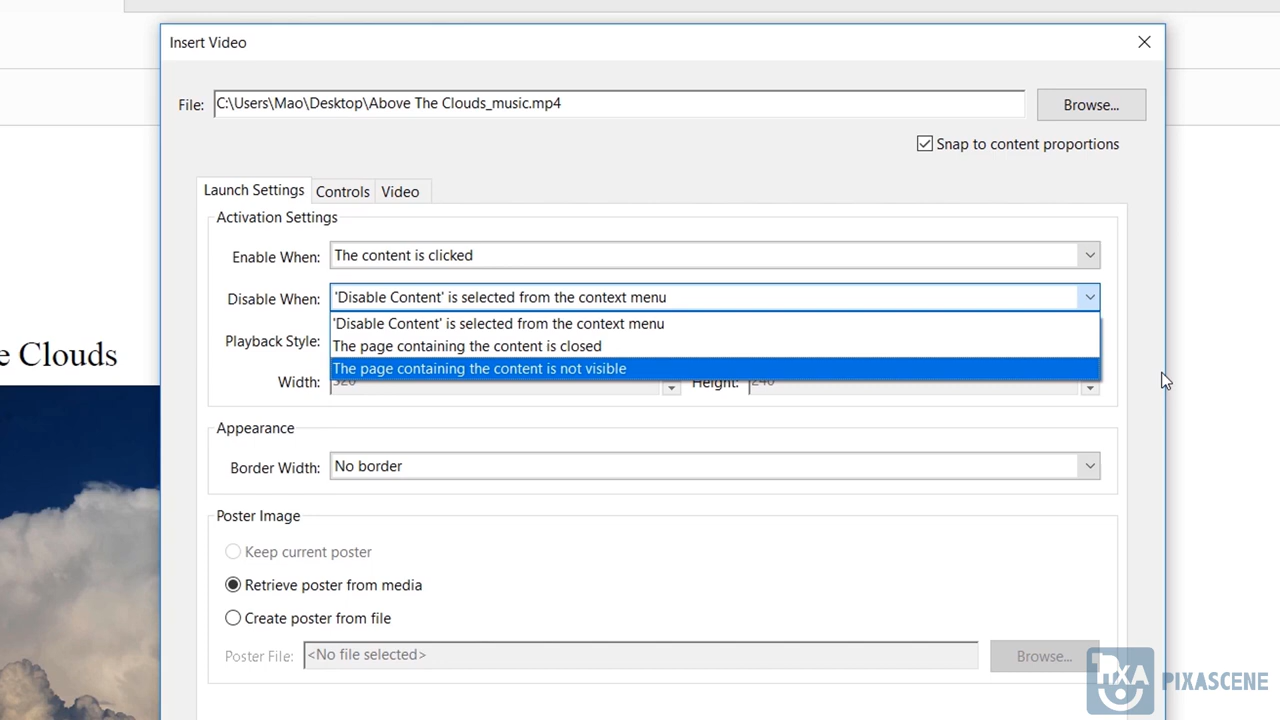 Insert Video
File: C:\Users\Mao\Desktop\Above The Clouds_music.mp4 Browse...
Snap to content proportions
Launch Settings Controls Video
Activation Settings
Enable When: The content is clicked
Disable When: 'Disable Content' is selected from the context menu
'Disable Content' is selected from the context menu
The page containing the content is closed
Playback Style:
The page containing the content is not visible
Width: 320 Height: 240
e Clouds
Appearance
Border Width: No border
Poster Image
Keep current poster
Retrieve poster from media
Create poster from file
Poster File: <No file selected> Browse...
PIXA
PIXASCENE